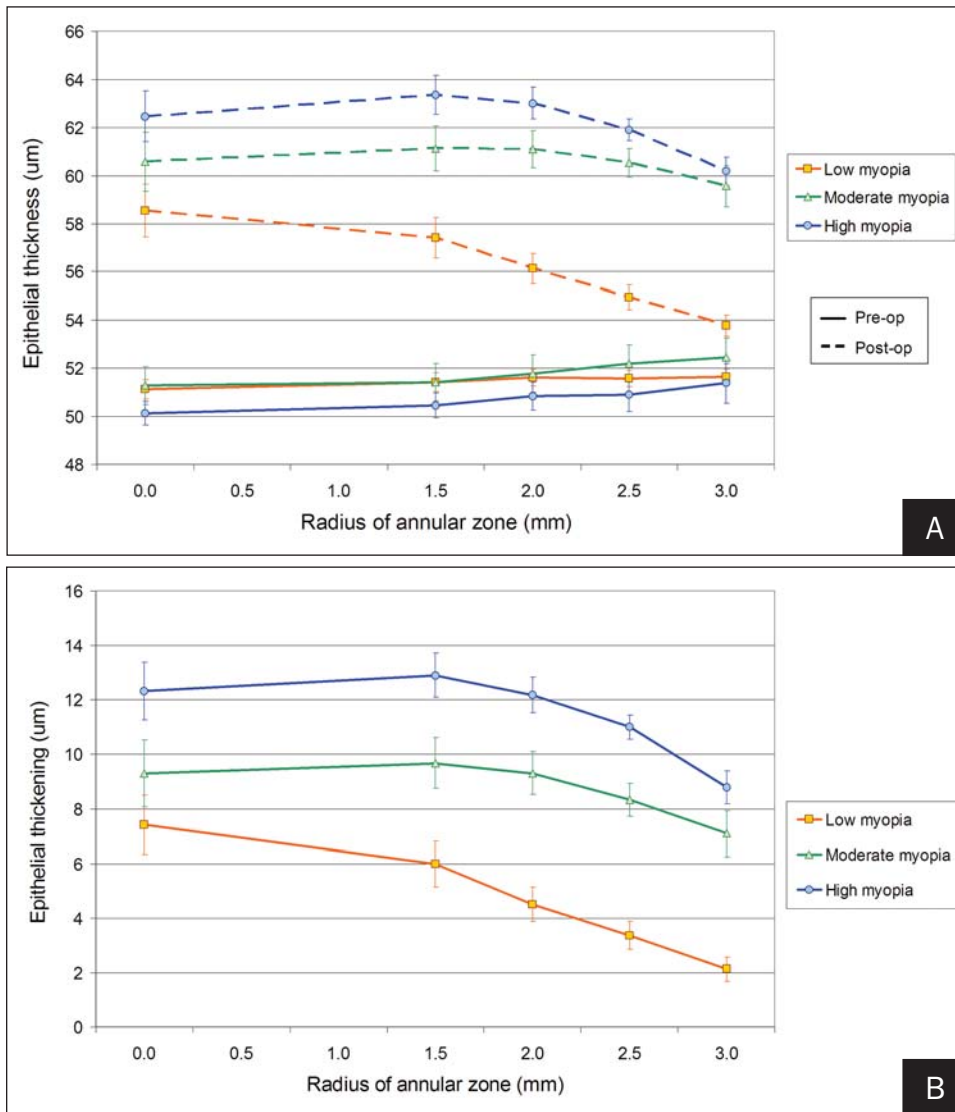 66
64
62
60
58
56
54
52
50
48
Epithelial thickness (um)
0.0 0.5 1.0 1.5 2.0 2.5 3.0
Radius of annular zone (mm)
Low myopia
Moderate myopia
High myopia
Pre-op
Post-op
A
16
14
12
10
8
6
4
2
0
Epithelial thickening (um)
0.0 0.5 1.0 1.5 2.0 2.5 3.0
Radius of annular zone (mm)
Low myopia
Moderate myopia
High myopia
B